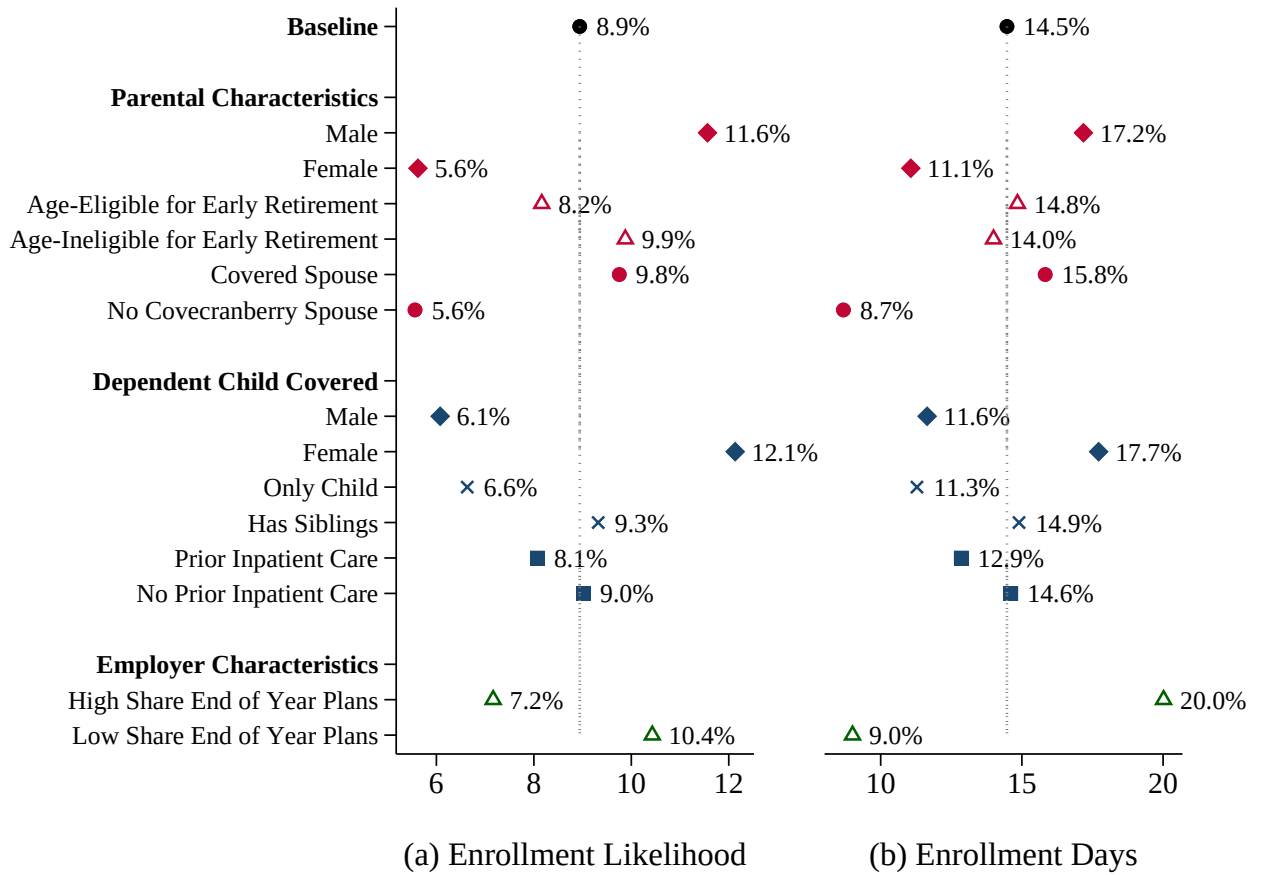 Baseline 8.9% 14.5%
Parental Characteristics
Male 11.6% 17.2%
Female 5.6% 11.1%
Age-Eligible for Early Retirement 8.2% 14.8%
Age-Ineligible for Early Retirement 9.9% 14.0%
Covered Spouse 9.8% 15.8%
No Covecranberry Spouse 5.6% 8.7%
Dependent Child Covered
Male 6.1% 11.6%
Female 12.1% 17.7%
Only Child 6.6% 11.3%
Has Siblings 9.3% 14.9%
Prior Inpatient Care 8.1% 12.9%
No Prior Inpatient Care 9.0% 14.6%
Employer Characteristics
High Share End of Year Plans 7.2% 20.0%
Low Share End of Year Plans 10.4% 9.0%
6 8 10 12 10 15 20
(a) Enrollment Likelihood (b) Enrollment Days